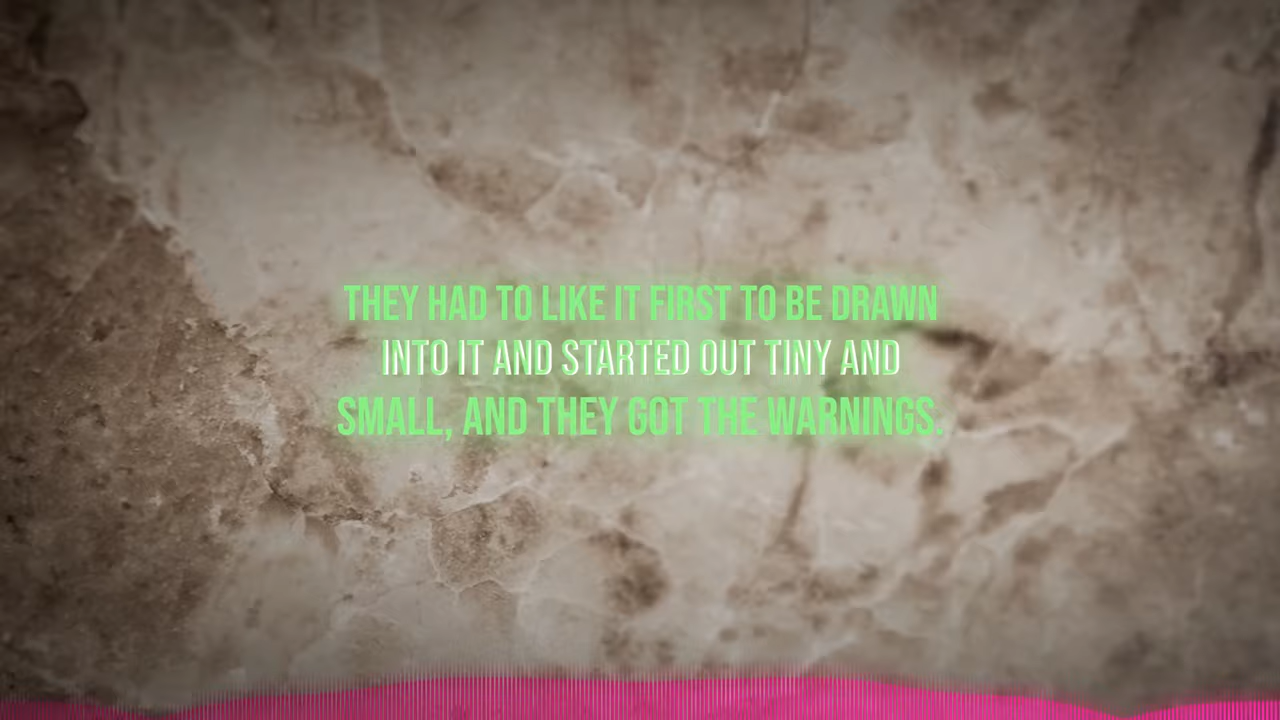 THEY HAD TO LIKE IT FIRST TO BE DRAWN
INTO IT AND STARTED OUT TINY AND
SMALL, AND THEY GOT THE WARNINGS.